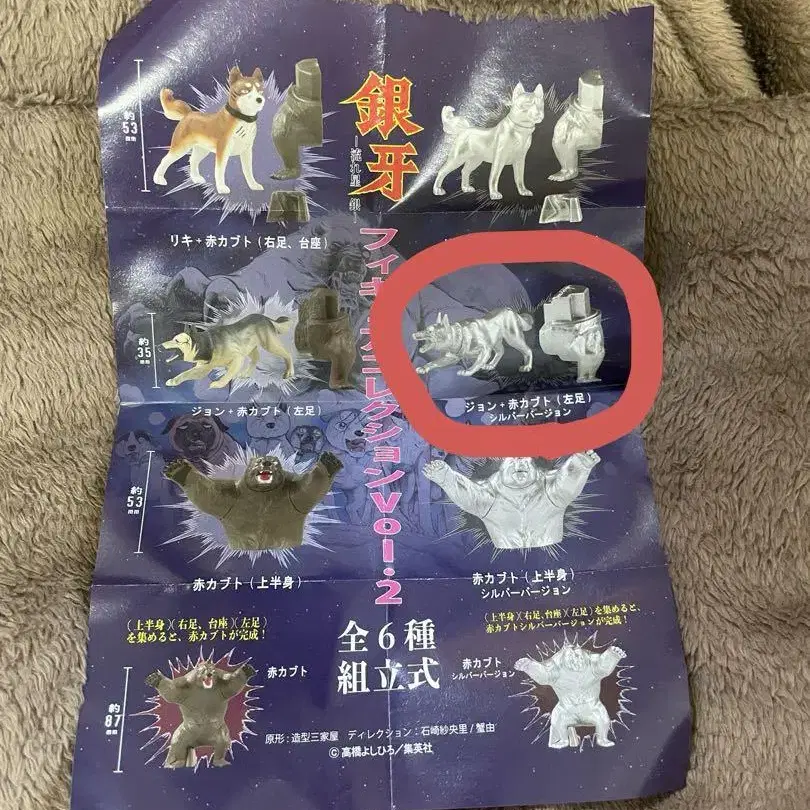 銀牙
―流れ星 銀―
フィギュアコレクションVol.2
約
53
mm
リキ+赤カブト(右足、台座)
約
35
mm
ジョン+赤カブト(左足)
ジョン+赤カブト(左足)
シルバーバージョン
約
53
mm
赤カブト(上半身)
赤カブト(上半身)
シルバーバージョン
(上半身)(右足、台座)(左足)
を集めると、赤カブトが完成!
全6種
組立式
(上半身)(右足、台座)(左足)を集めると、
赤カブトシルバーバージョンが完成!
約
87
mm
赤カブト
赤カブト
シルバーバージョン
原形:造型三家屋 ディレクション:石崎紗央里/蟹由
©高橋よしひろ/集英社